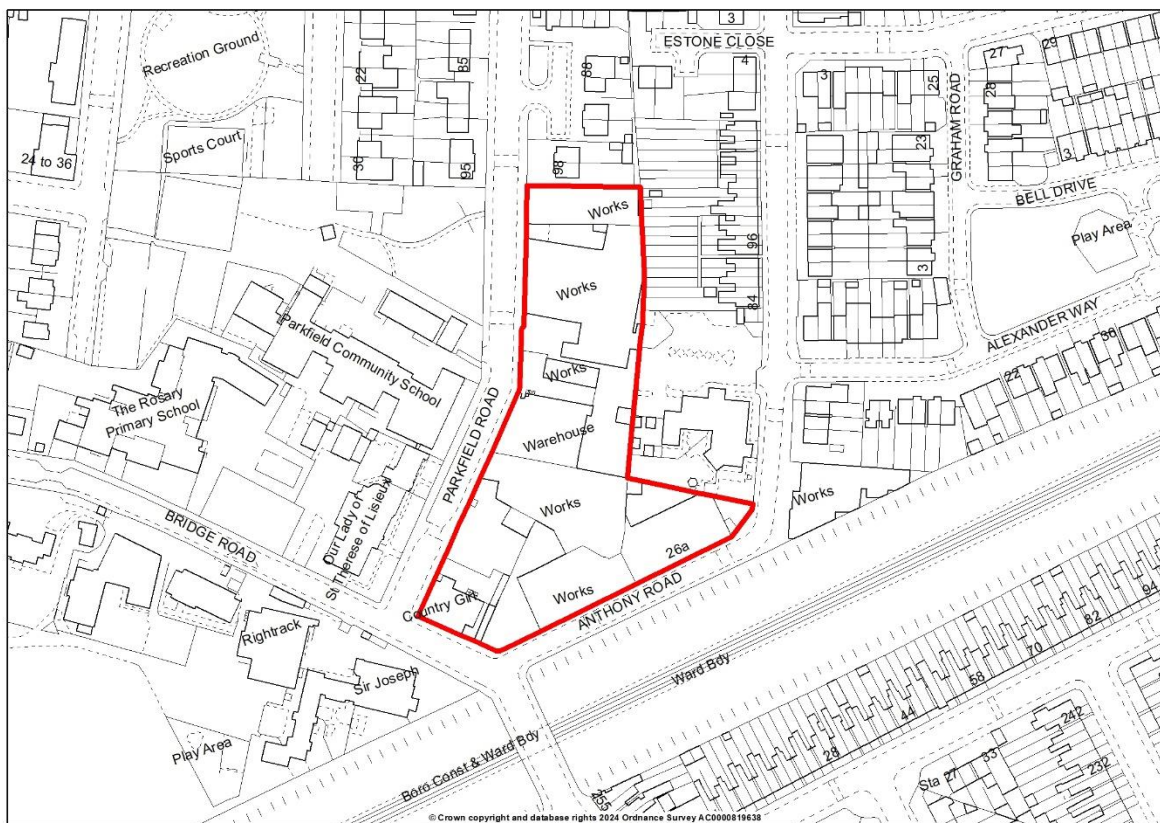 3
ESTONE CLOSE
Recreation Ground
22
85
88
4
3
25
GRAHAM ROAD
27
29
28
Sports Court
24 to 36
36
95
98
23
3
BELL DRIVE
Works
Play Area
96
3
Works
84
ALEXANDER WAY
36
Parkfield Community School
22
The Rosary
Primary School
Works
PARKFIELD ROAD
Warehouse
Works
Works
BRIDGE ROAD
Our Lady of
St Therese of Lisieux
26a
Works
ANTHONY ROAD
Country Girl
Rightrack
Sir Joseph
Ward Bdy
94
82
70
58
44
28
Play Area
Boro Const & Ward Bdy
255
Sta
27
33
242
232
© Crown copyright and database rights 2024 Ordnance Survey AC0000819638